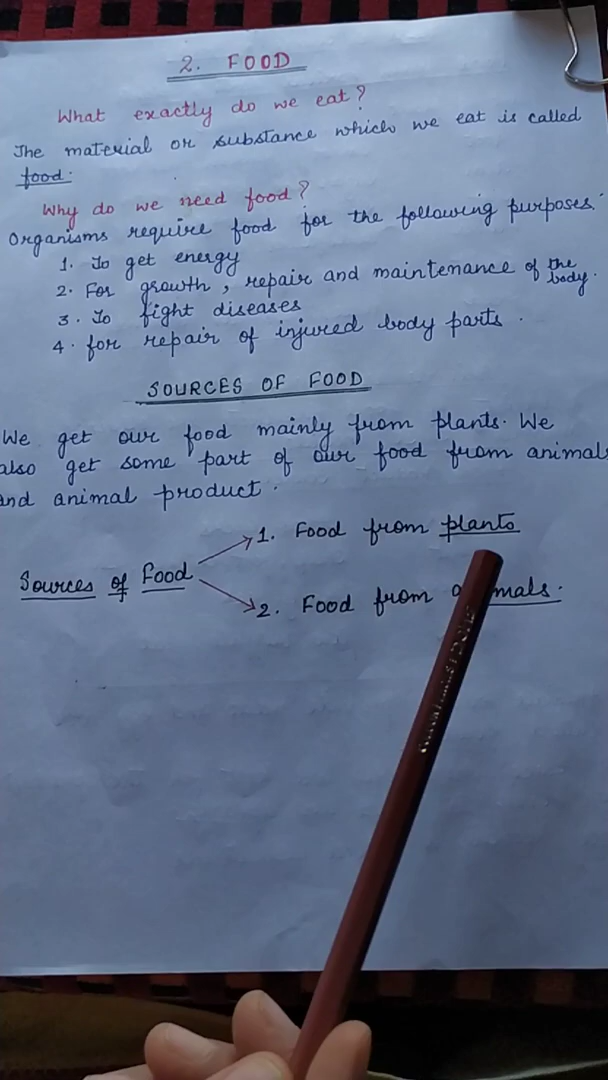 2. FOOD
What exactly do we eat?
The material or substance which we eat is called
food.
Why do we need food?
Organisms require food for the following purposes.
1. To get energy
2. For growth, repair and maintenance of the body.
3. To fight diseases
4. for repair of injured body parts.
SOURCES OF FOOD
We get our food mainly from plants. We
also get some part of our food from animals
and animal product.
Sources of Food
1. Food from plants
2. Food from a mals.